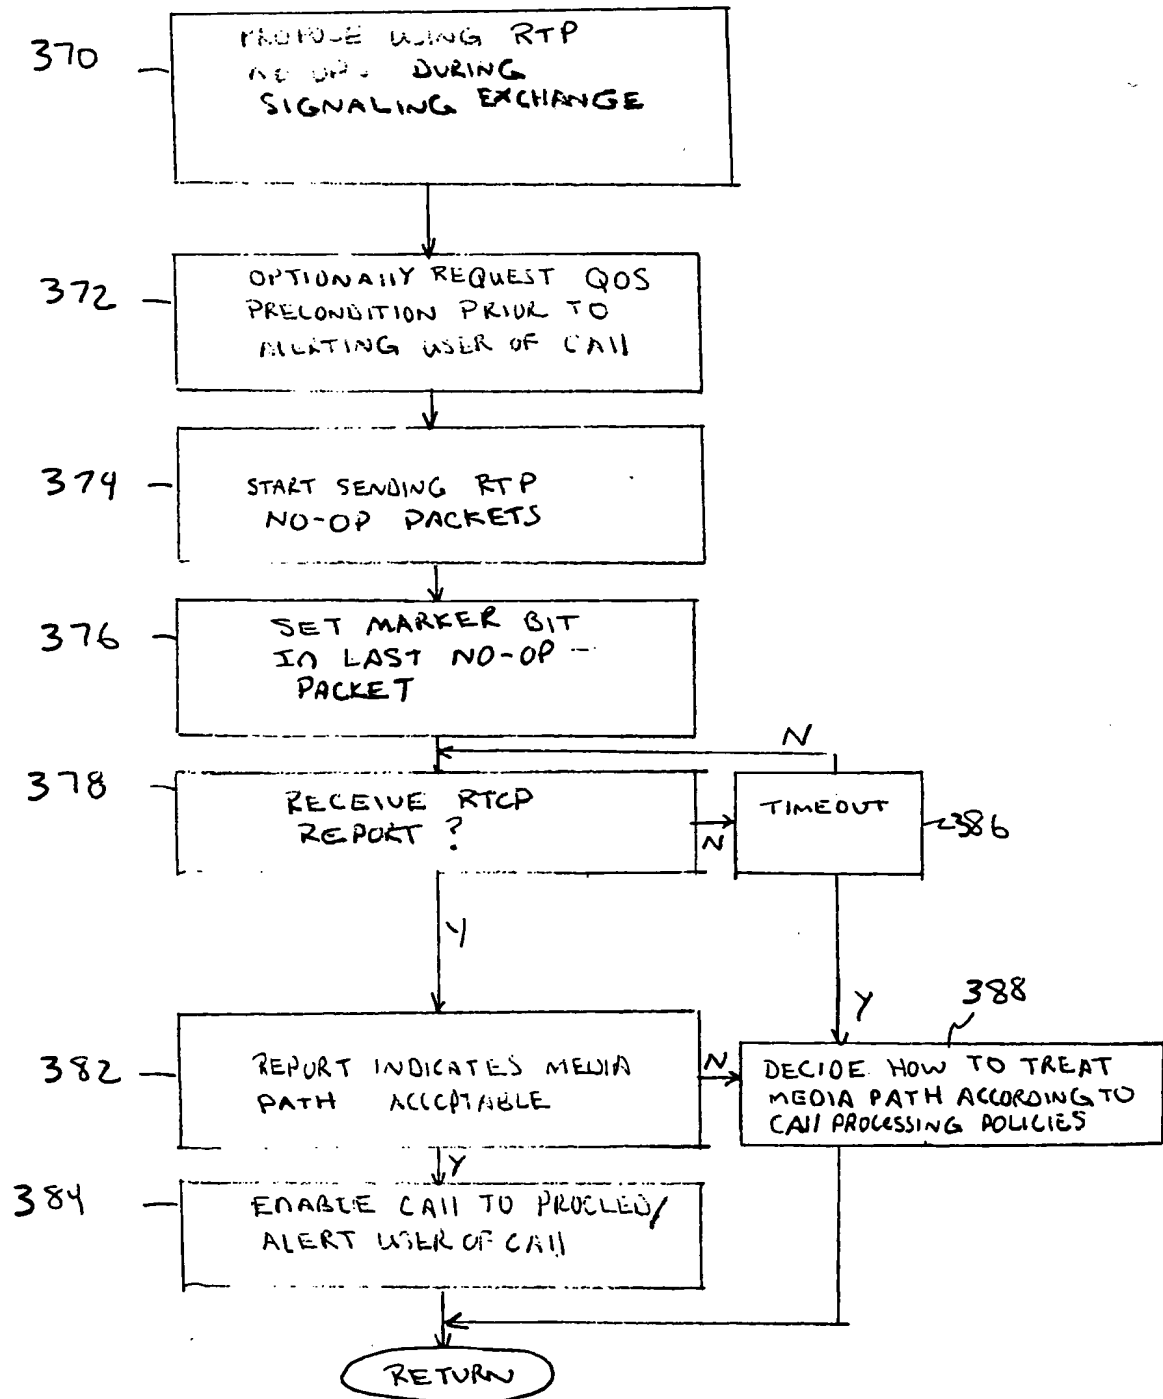 370
USING RTP
DURING
SIGNALING EXCHANGE
372
OPTIONALLY REQUEST QOS
PRECONDITION PRIOR TO
ALERTING USER OF CALL
374
START SENDING RTP
NO-OP PACKETS
376
SET MARKER BIT
IN LAST NO-OP
PACKET
N
378
RECEIVE RTCP
REPORT ?
N
TIMEOUT
386
Y
Y
388
382
REPORT INDICATES MEDIA
PATH ACCEPTABLE
N
DECIDE HOW TO TREAT
MEDIA PATH ACCORDING TO
CALL PROCESSING POLICIES
Y
384
ENABLE CALL TO PROCEED/
ALERT USER OF CALL
RETURN